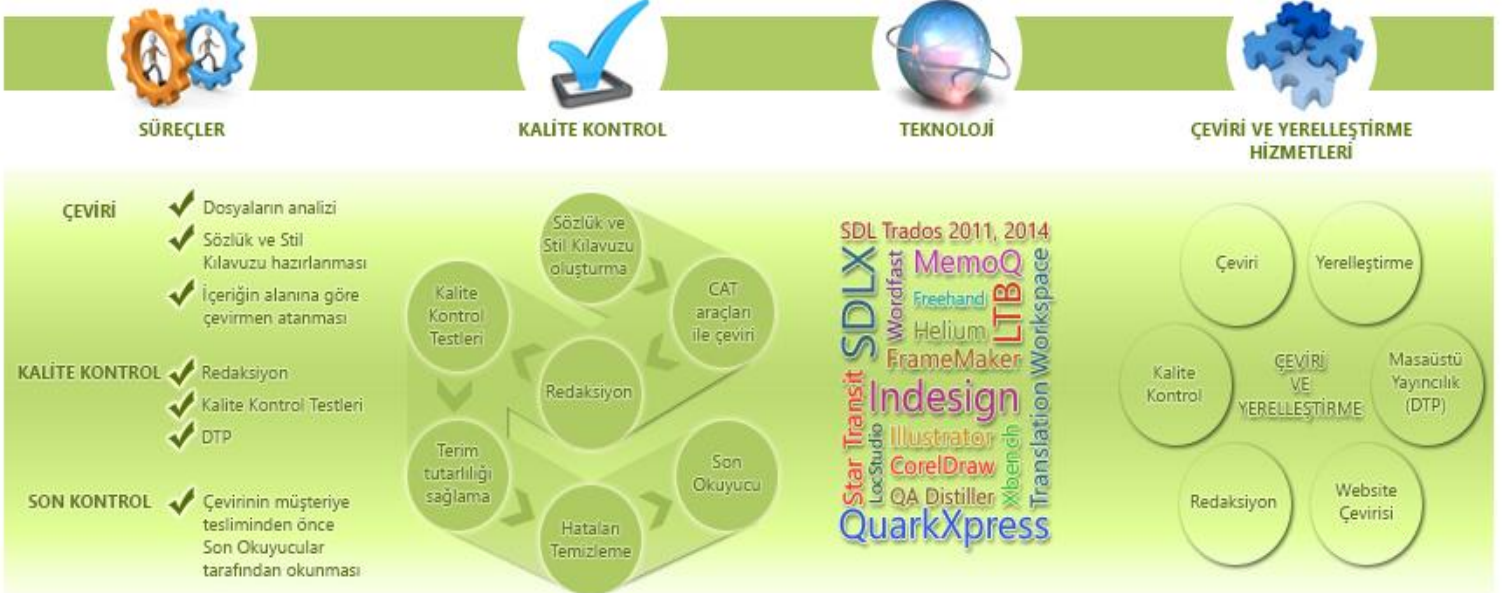 SÜREÇLER
KALİTE KONTROL
TEKNOLOJİ
ÇEVİRİ VE YERELLEŞTİRME
HİZMETLERİ
ÇEVİRİ
Dosyaların analizi
Sözlük ve Stil
Kılavuzu hazırlanması
İçeriğin alanına göre
çevirmen atanması
KALİTE KONTROL
Redaksiyon
Kalite Kontrol Testleri
DTP
SON KONTROL
Çevirinin müşteriye
tesliminden önce
Son Okuyucular
tarafından okunması
Sözlük ve
Stil Kılavuzu
oluşturma
CAT
araçları
ile çeviri
Redaksiyon
Kalite
Kontrol
Testleri
Terim
tutarlılığı
sağlama
Hataları
Temizleme
Son
Okuyucu
SDL Trados 2011, 2014
SDLX
Wordfast
MemoQ
Freehand
Helium
LTB
FrameMaker
Translation Workspace
Indesign
Star Transit
LocStudio
Illustrator
CorelDraw
QA Distiller
Xbench
QuarkXpress
Çeviri
Yerelleştirme
Kalite
Kontrol
ÇEVİRİ
VE
YERELLEŞTİRME
Masaüstü
Yayıncılık
(DTP)
Redaksiyon
Website
Çevirisi